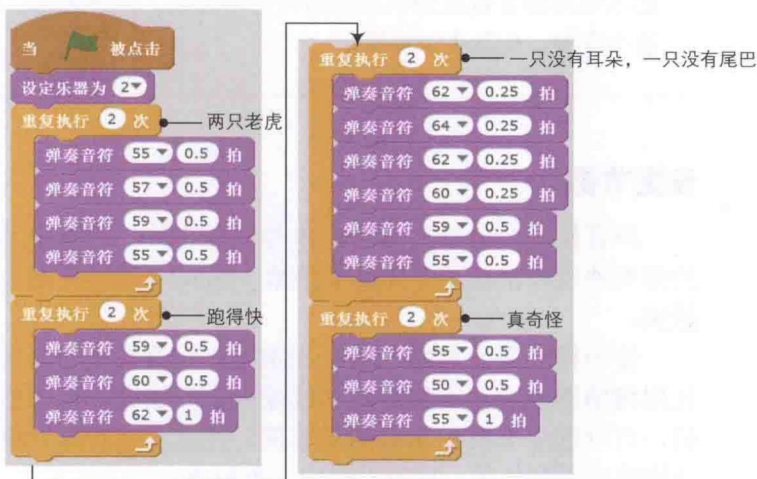 当 被点击
设定乐器为 2
重复执行 2 次
两只老虎
弹奏音符 55 0.5 拍
弹奏音符 57 0.5 拍
弹奏音符 59 0.5 拍
弹奏音符 55 0.5 拍
重复执行 2 次
跑得快
弹奏音符 59 0.5 拍
弹奏音符 60 0.5 拍
弹奏音符 62 1 拍
重复执行 2 次
一只没有耳朵，一只没有尾巴
弹奏音符 62 0.25 拍
弹奏音符 64 0.25 拍
弹奏音符 62 0.25 拍
弹奏音符 60 0.25 拍
弹奏音符 59 0.5 拍
弹奏音符 55 0.5 拍
重复执行 2 次
真奇怪
弹奏音符 55 0.5 拍
弹奏音符 50 0.5 拍
弹奏音符 55 1 拍